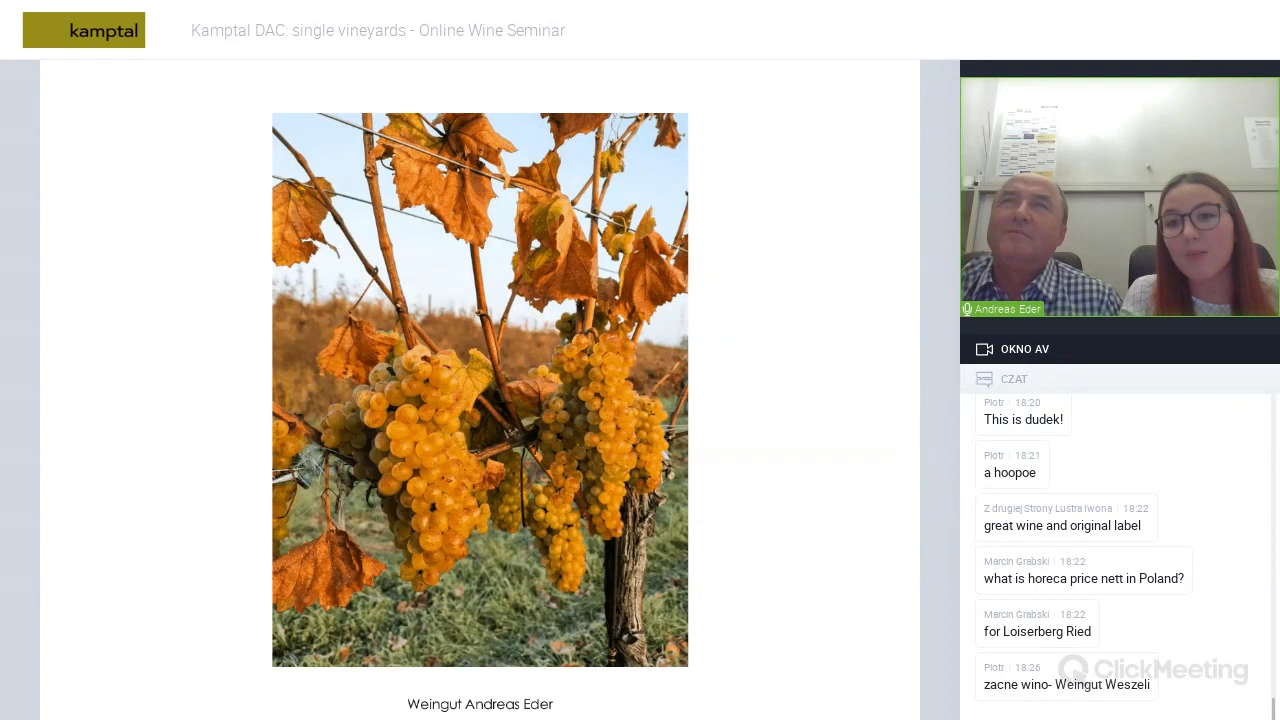 kamptal
Kamptal DAC: single vineyards - Online Wine Seminar
Weingut Andreas Eder
Andreas Eder
OKNO AV
CZAT
Piotr 18:20
This is dudek!
Piotr 18:21
a hoopoe
Z drugiej Strony Lustra Iwona 18:22
great wine and original label
Marcin Grabski 18:22
what is horeca price nett in Poland?
Marcin Grabski 18:22
for Loiserberg Ried
Piotr 18:26
zacne wino- Weingut Weszeli
ClickMeeting